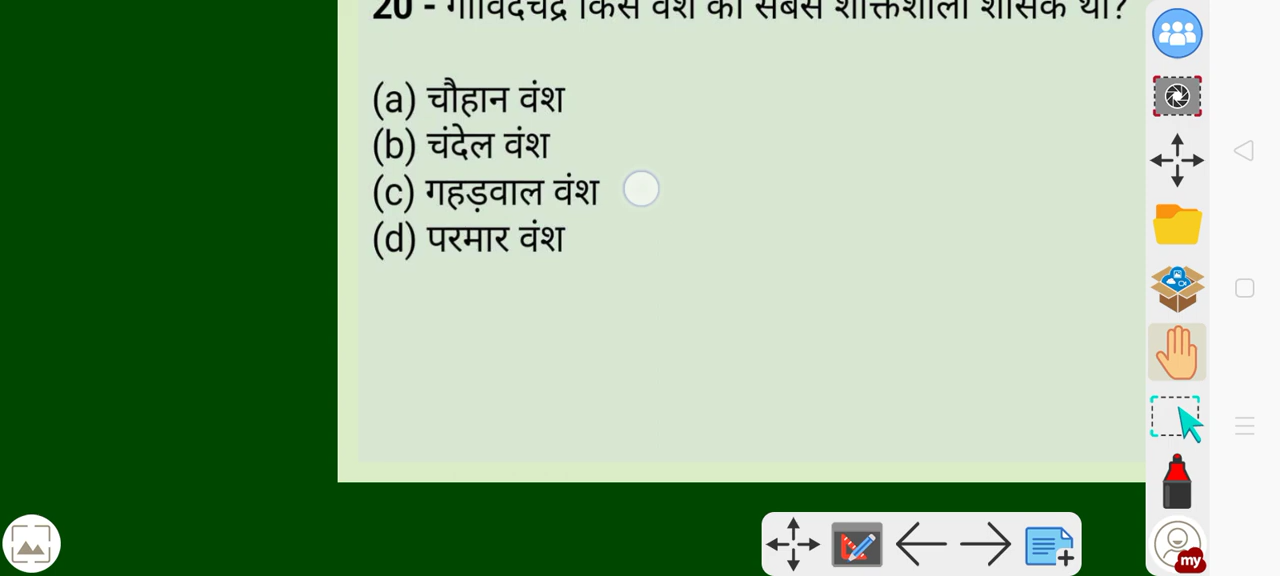 20 - गोविंदचंद्र किस वंश का सबसे शक्तिशाली शासक था?
(a) चौहान वंश
(b) चंदेल वंश
(c) गहड़वाल वंश
(d) परमार वंश
my